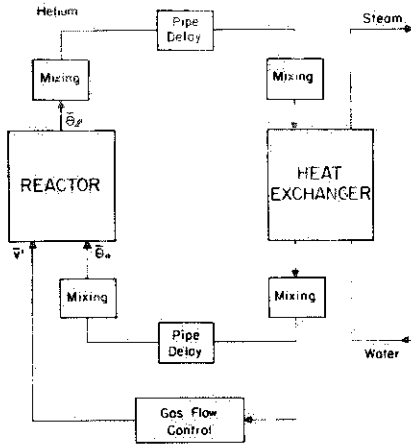 Helium
Pipe
Delay
Steam
Mixing
Mixing
REACTOR
HEAT
EXCHANGER
Mixing
Mixing
Pipe
Delay
Water
Gas Flow
Control